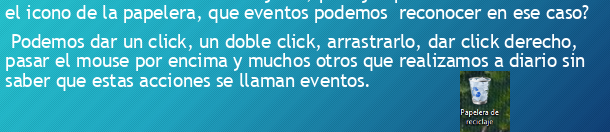 el icono de la papelera, que eventos podemos reconocer en ese caso?
Podemos dar un click, un doble click, arrastrarlo, dar click derecho,
pasar el mouse por encima y muchos otros que realizamos a diario sin
saber que estas acciones se llaman eventos.
Papelera de
reciclaje